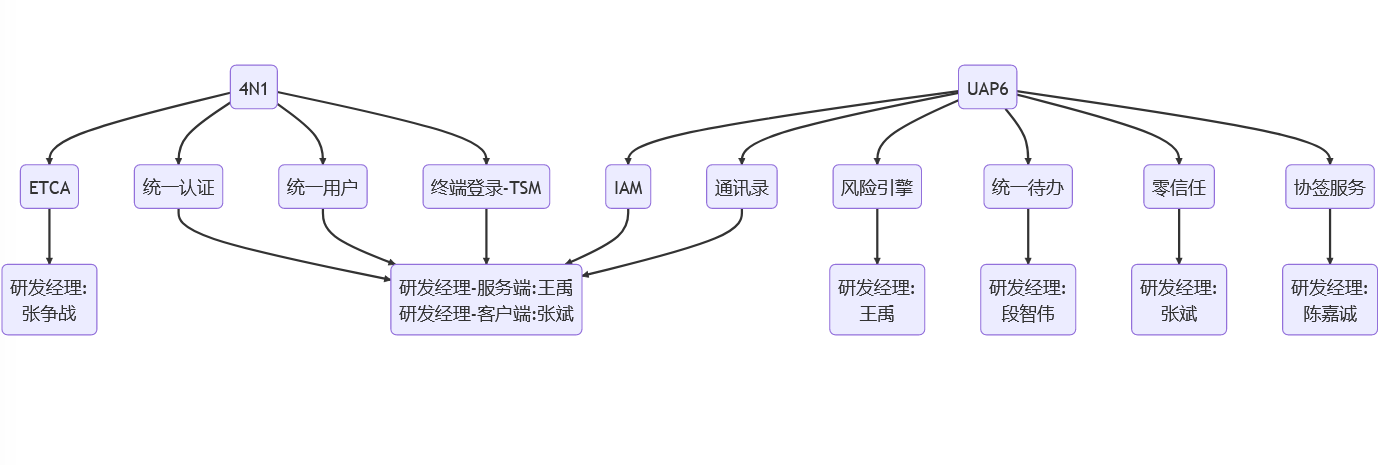 4N1
UAP6
ETCA
统一认证
统一用户
终端登录-TSM
IAM
通讯录
风险引擎
统一待办
零信任
协签服务
研发经理:
张争战
研发经理-服务端:王禹
研发经理-客户端:张斌
研发经理:
王禹
研发经理:
段智伟
研发经理:
张斌
研发经理:
陈嘉诚